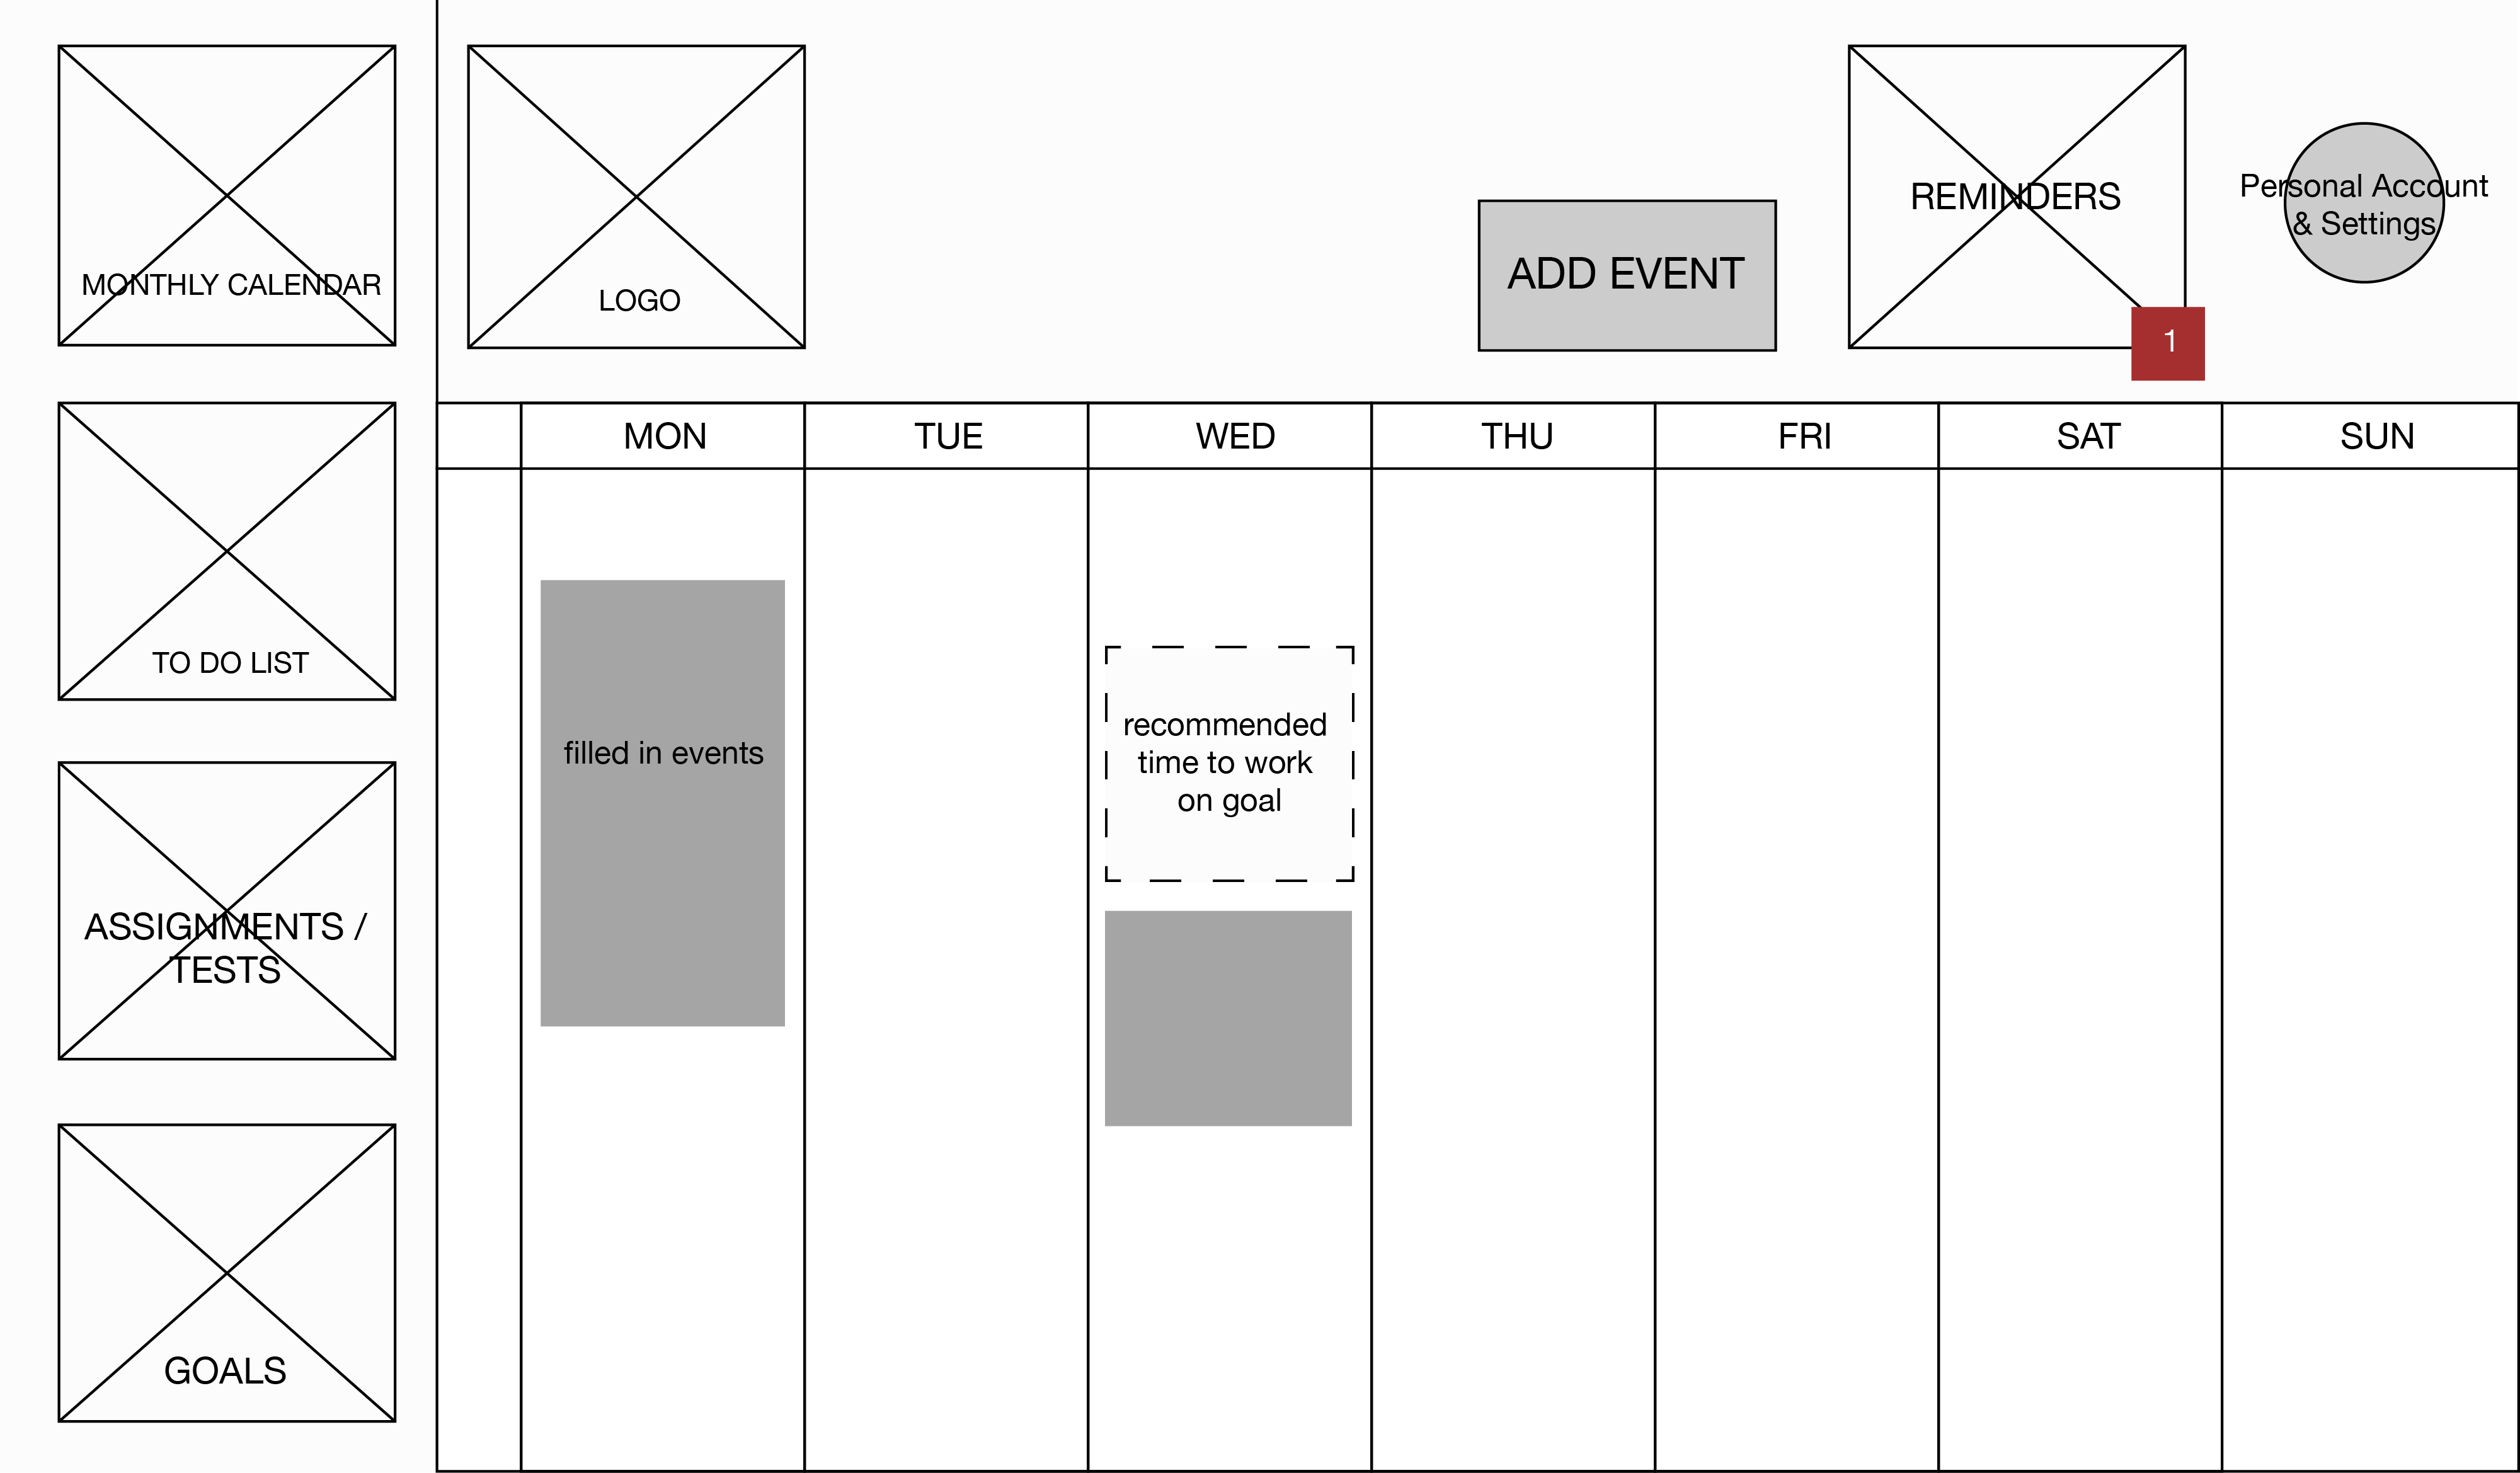 MONTHLY CALENDAR
TO DO LIST
ASSIGNMENTS /
TESTS
GOALS
LOGO
ADD EVENT
REMINDERS
1
Personal Account
& Settings
MON
TUE
WED
THU
FRI
SAT
SUN
filled in events
recommended
time to work
on goal